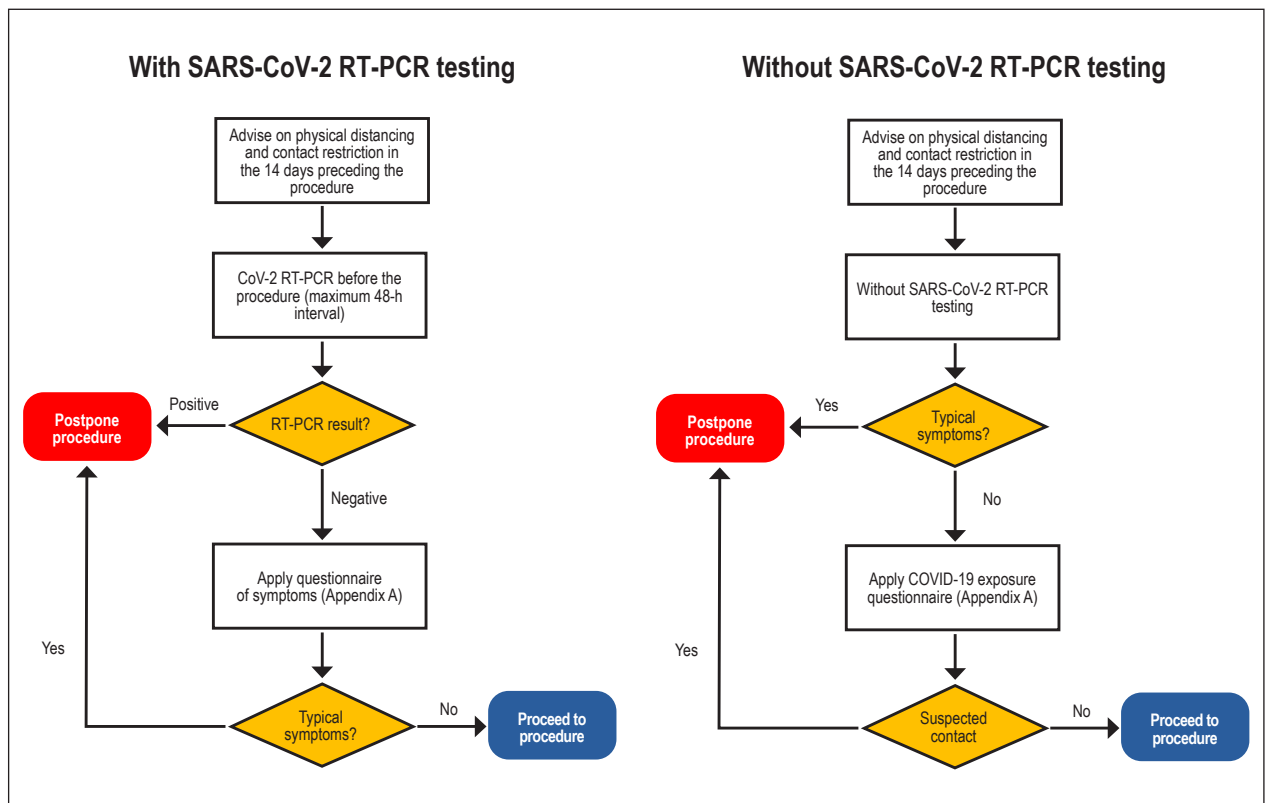 With SARS-CoV-2 RT-PCR testing
Advise on physical distancing
and contact restriction in
the 14 days preceding the
procedure
CoV-2 RT-PCR before the
procedure (maximum 48-h
interval)
RT-PCR result?
Positive
Postpone
procedure
Negative
Apply questionnaire
of symptoms (Appendix A)
Yes
Typical
symptoms?
No
Proceed to
procedure
Without SARS-CoV-2 RT-PCR testing
Advise on physical distancing
and contact restriction in
the 14 days preceding the
procedure
Without SARS-CoV-2 RT-PCR
testing
Typical
symptoms?
Yes
Postpone
procedure
No
Apply COVID-19 exposure
questionnaire (Appendix A)
Yes
Suspected
contact
No
Proceed to
procedure